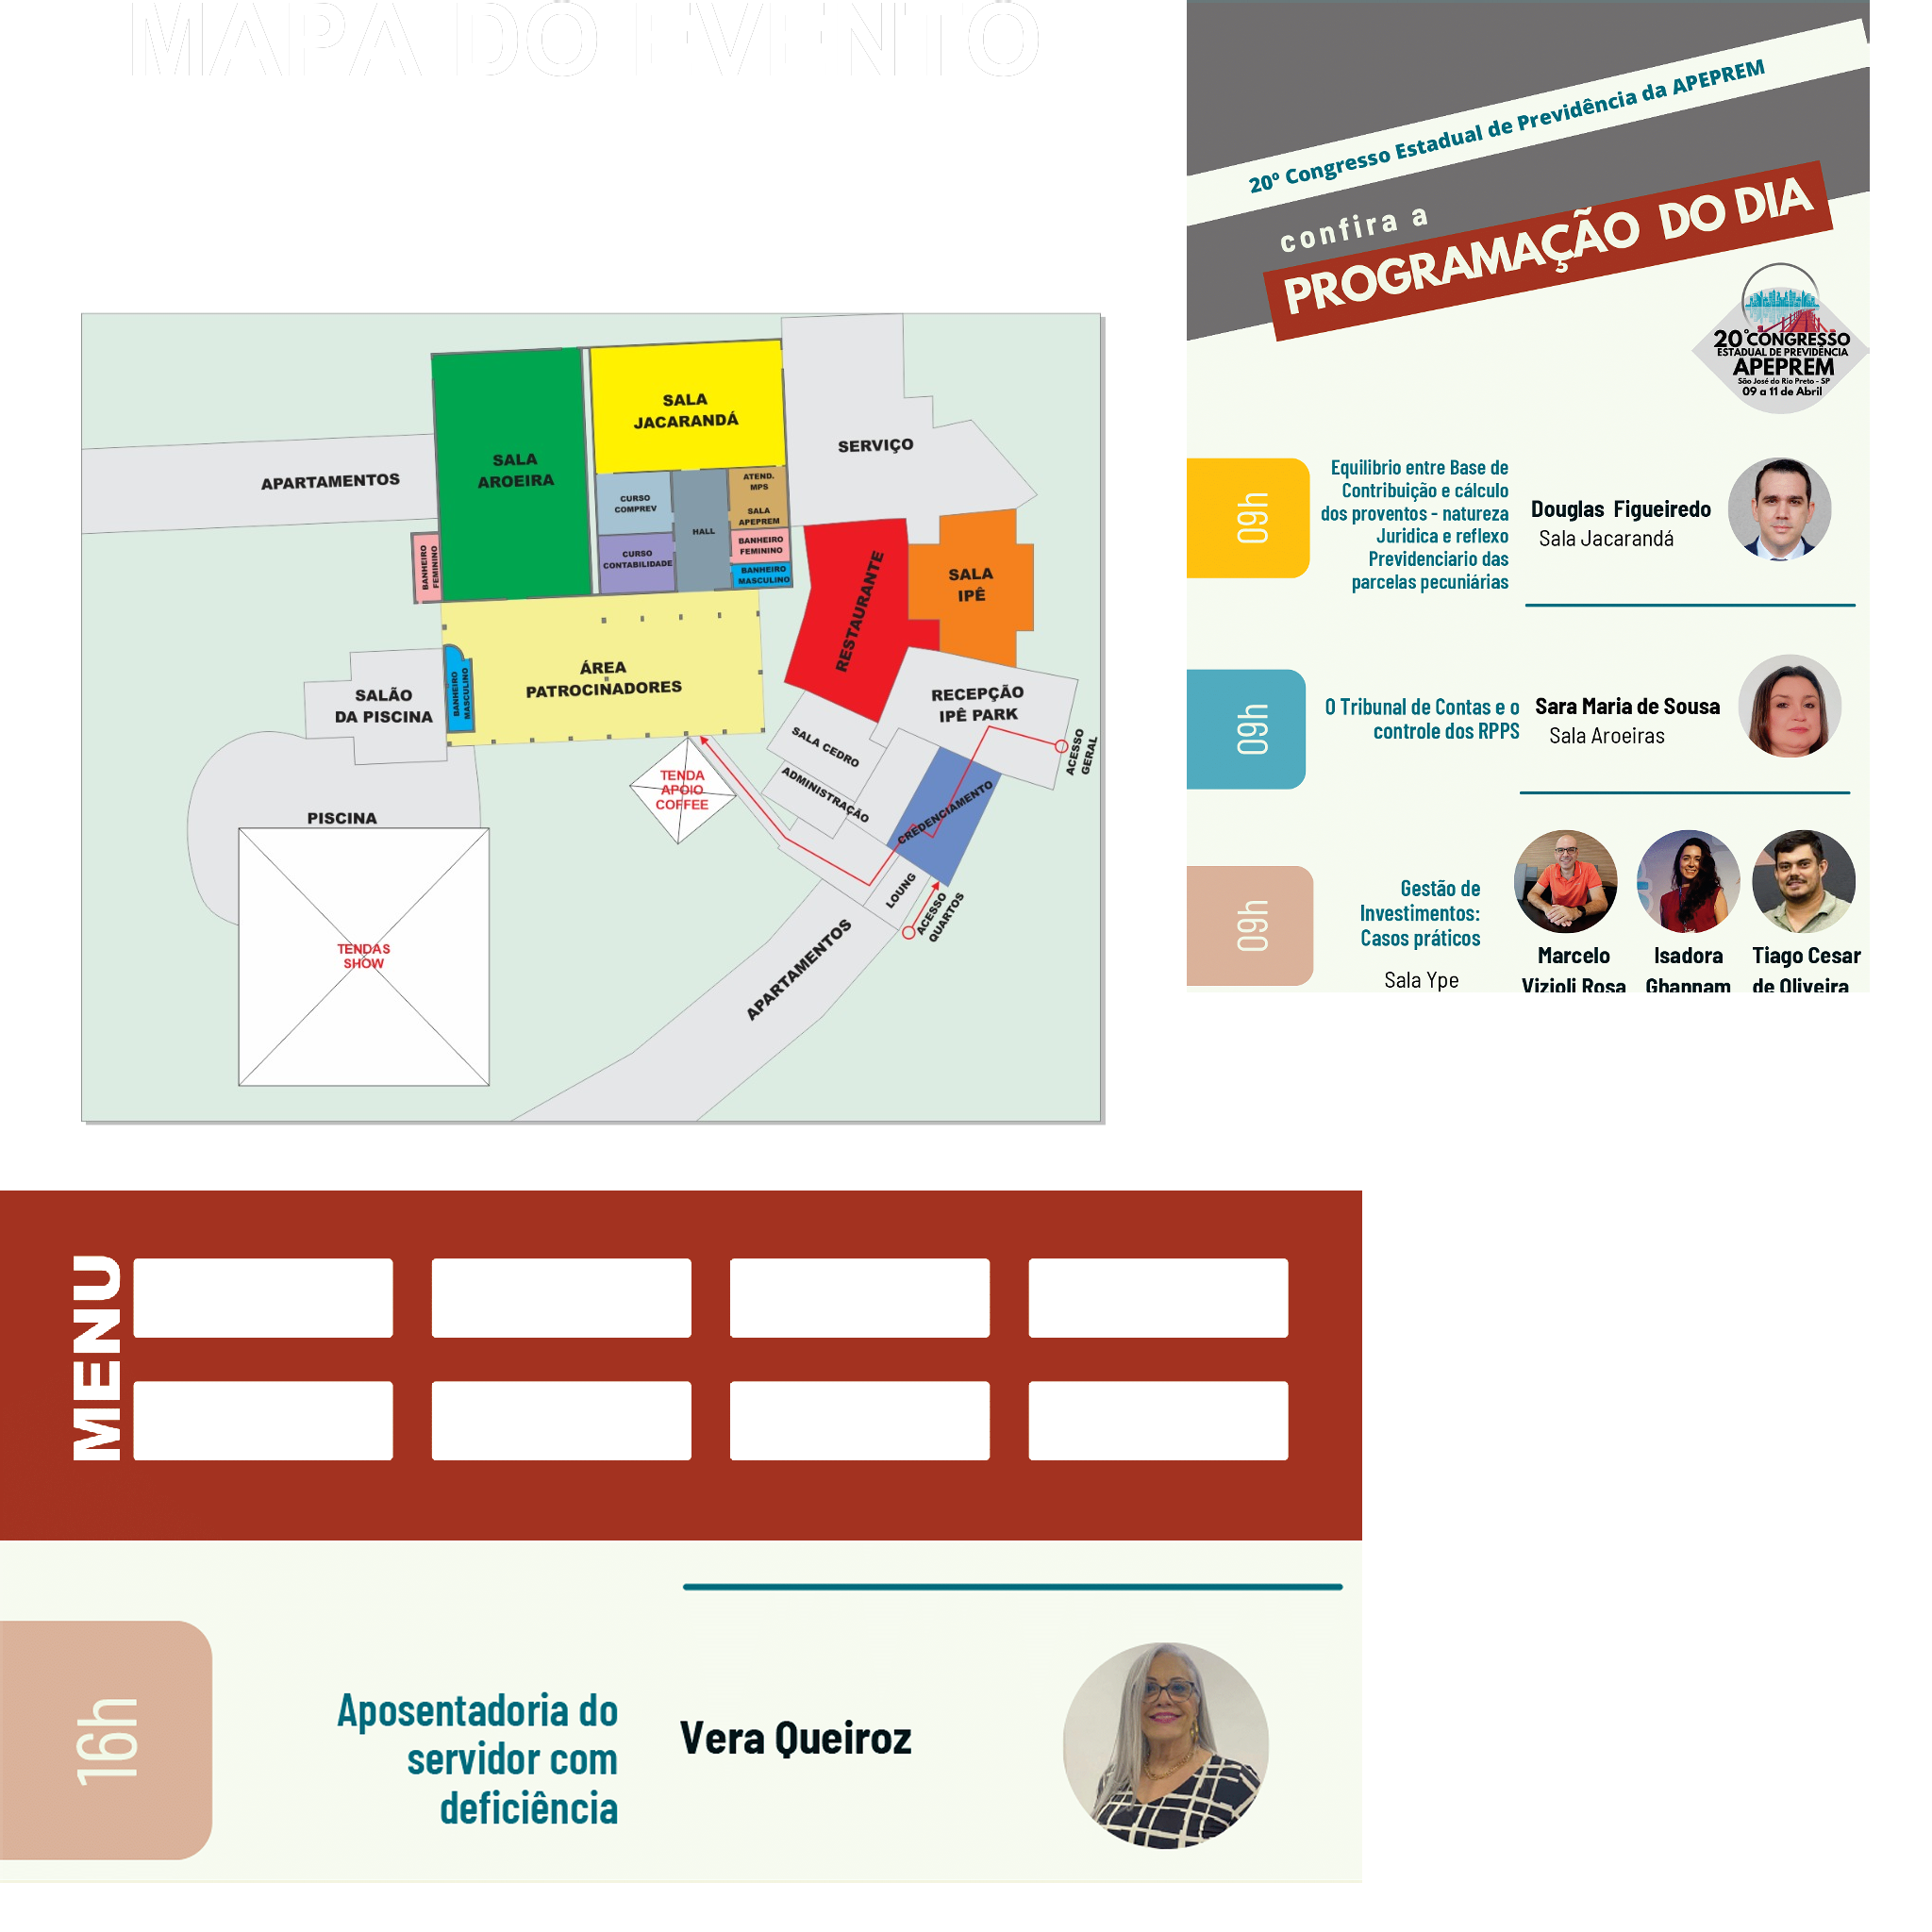 MAPA DO EVENTO
APARTAMENTOS
SALA
AROEIRA
SALA
JACARANDÁ
SERVIÇO
CURSO
COMPREV
HALL
ATEND.
MPS
SALA
APEPREM
CURSO
CONTABILIDADE
BANHEIRO
FEMININO
BANHEIRO
MASCULINO
BANHEIRO
FEMININO
RESTAURANTE
SALA
IPÊ
ÁREA
PATROCINADORES
BANHEIRO
MASCULINO
SALÃO
DA PISCINA
RECEPÇÃO
IPÊ PARK
ACESSO
GERAL
SALA CEDRO
ADMINISTRAÇÃO
CREDENCIAMENTO
TENDA
APOIO
COFFEE
PISCINA
LOUNG
ACESSO
QUARTOS
TENDAS
SHOW
APARTAMENTOS
20º Congresso Estadual de Previdência da APEPREM
confira a
PROGRAMAÇÃO DO DIA
20º CONGRESSO
ESTADUAL DE PREVIDÊNCIA
APEPREM
São José do Rio Preto - SP
09 a 11 de Abril
09h
Equilibrio entre Base de
Contribuição e cálculo
dos proventos - natureza
Juridica e reflexo
Previdenciario das
parcelas pecuniárias
Douglas Figueiredo
Sala Jacarandá
09h
O Tribunal de Contas e o
controle dos RPPS
Sara Maria de Sousa
Sala Aroeiras
09h
Gestão de
Investimentos:
Casos práticos
Sala Ype
Marcelo
Vizioli Rosa
Isadora
Ghannam
Tiago Cesar
de Oliveira
MENU
16h
Aposentadoria do
servidor com
deficiência
Vera Queiroz